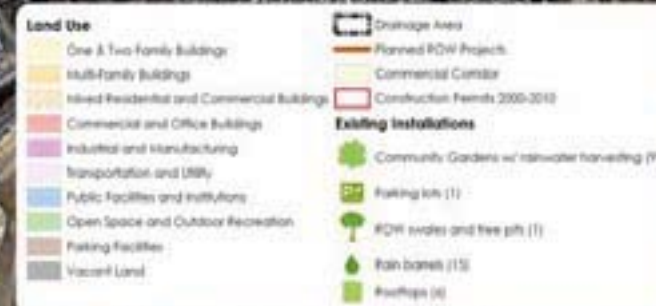 Land Use
One & Two-Family Buildings
Multi-Family Buildings
Mixed Residential and Commercial Buildings
Commercial and Office Buildings
Industrial and Manufacturing
Transportation and Utility
Public Facilities and Institutions
Open Space and Outdoor Recreation
Parking Facilities
Vacant Land
Drainage Area
Planned ROW Projects
Commercial Corridor
Construction Permits 2000-2010
Existing Installations
Community Gardens w/ rainwater harvesting (9
Parking lots (1)
ROW swales and tree pits (1)
Rain barrels (15)
Rooftops (6)